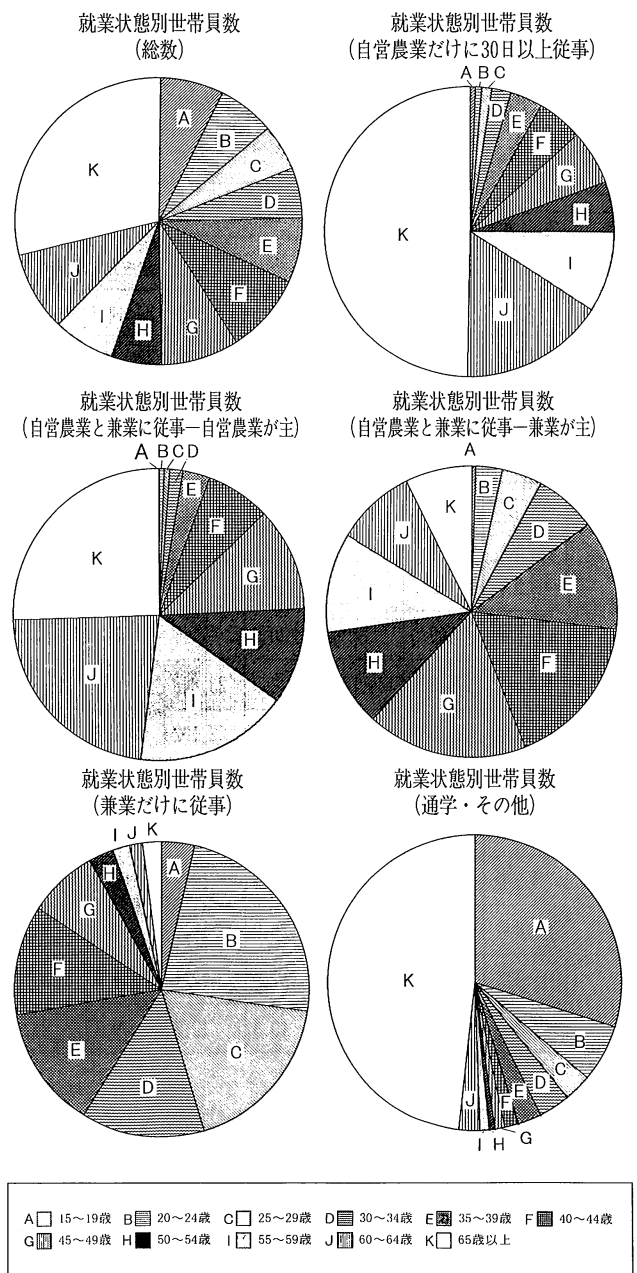 就業状態別世帯員数
(総数)
A
B
C
D
E
F
G
H
I
J
K
就業状態別世帯員数
(自営農業だけに30日以上従事)
A B C
D
E
F
G
H
I
J
K
就業状態別世帯員数
(自営農業と兼業に従事―自営農業が主)
A B C D
E
F
G
H
I
J
K
就業状態別世帯員数
(自営農業と兼業に従事―兼業が主)
A
B
C
D
E
F
G
H
I
J
K
就業状態別世帯員数
(兼業だけに従事)
I J K
A
B
C
D
E
F
G
H
就業状態別世帯員数
(通学・その他)
A
B
C
D
E
F
G
H
I
J
K
A 15～19歳 B 20～24歳 C 25～29歳 D 30～34歳 E 35～39歳 F 40～44歳
G 45～49歳 H 50～54歳 I 55～59歳 J 60～64歳 K 65歳以上